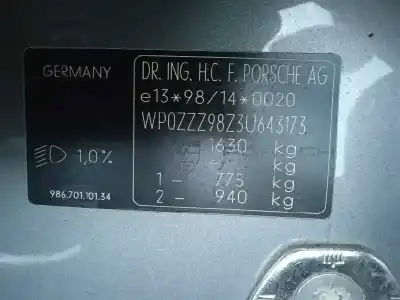 GERMANY
DR. ING. H.C. F. PORSCHE AG
e13*98/14*0020
WP0ZZZ98Z3U643173
1630 kg
- kg
1,0%
1 - 775 kg
2 - 940 kg
986.701.101.34